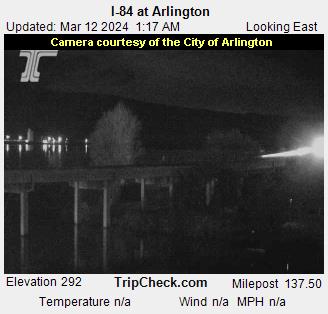 I-84 at Arlington
Updated: Mar 12 2024 1:17 AM Looking East
Camera courtesy of the City of Arlington
Elevation 292 TripCheck.com Milepost 137.50
Temperature n/a Wind n/a MPH n/a